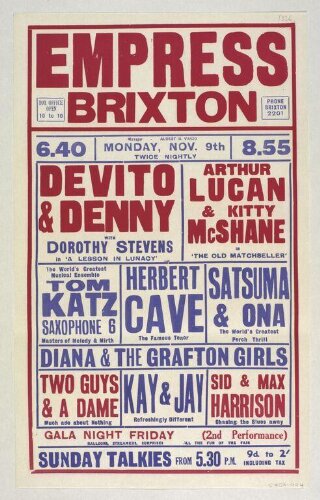 EMPRESS
BOX OFFICE
OPEN
10 to 10
BRIXTON
PHONE
BRIXTON
2201
Manager
6.40
MONDAY, NOV. 9th
TWICE NIGHTLY
8.55
DEVITO
& DENNY
WITH
DOROTHY STEVENS
in 'A LESSON IN LUNACY'
ARTHUR
LUCAN
& KITTY
McSHANE
IN
'THE OLD MATCHSELLER'
The World's Greatest
Musical Ensemble
TOM
KATZ
SAXOPHONE 6
Masters of Melody & Mirth
HERBERT
CAVE
The Famous Tenor
SATSUMA
& ONA
The World's Greatest
Perch Thrill
DIANA & THE GRAFTON GIRLS
TWO GUYS
& A DAME
Much ado about Nothing
KAY & JAY
Refreshingly Different
SID & MAX
HARRISON
Shooing the Blues away
GALA NIGHT FRIDAY (2nd Performance)
BALLOONS, STREAMERS, SURPRISES ALL THE FUN OF THE FAIR
SUNDAY TALKIES FROM 5.30 P.M.
9d to 2/-
INCLUDING TAX